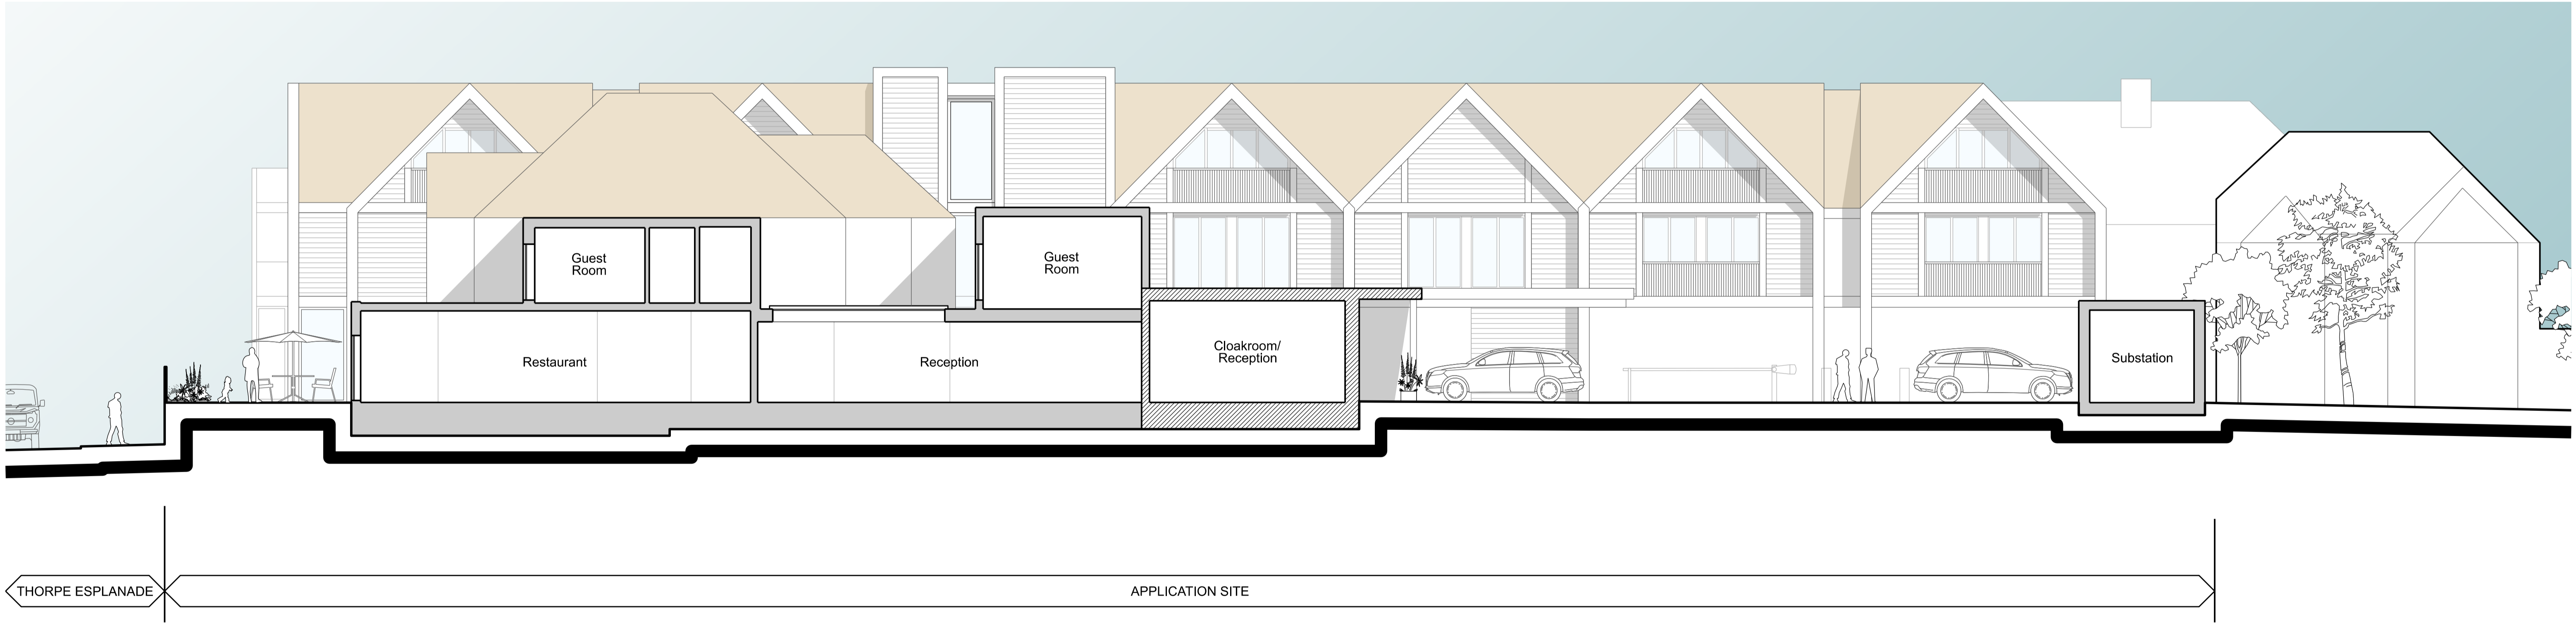 Guest
Room
Guest
Room
Restaurant
Reception
Cloakroom/
Reception
Substation
THORPE ESPLANADE
APPLICATION SITE